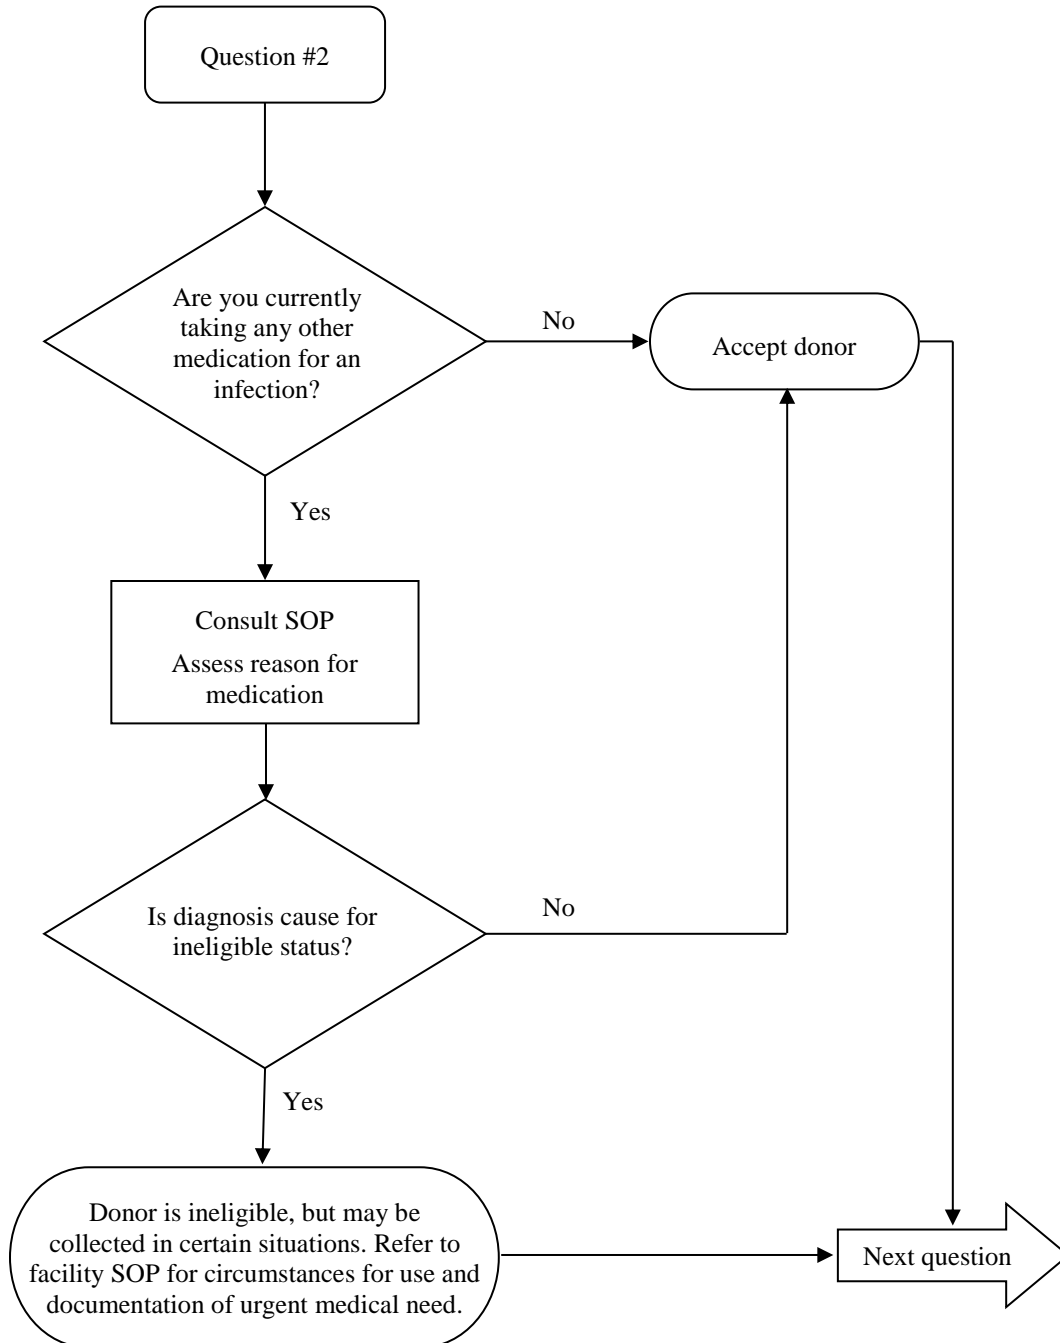 Question #2
Are you currently
taking any other
medication for an
infection?
No
Accept donor
Yes
Consult SOP
Assess reason for
medication
Is diagnosis cause for
ineligible status?
No
Yes
Donor is ineligible, but may be
collected in certain situations. Refer to
facility SOP for circumstances for use and
documentation of urgent medical need.
Next question